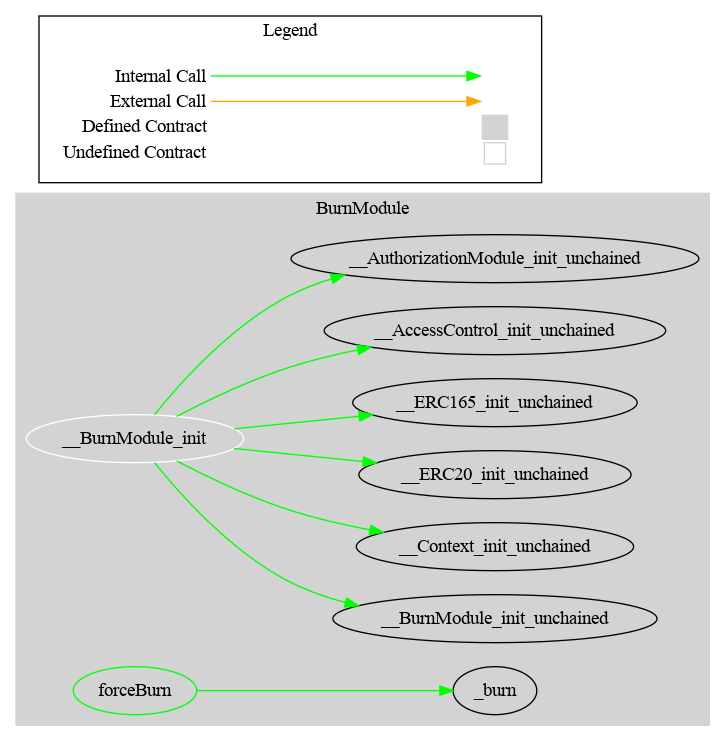 Legend
Internal Call
External Call
Defined Contract
Undefined Contract
BurnModule
__AuthorizationModule_init_unchained
__AccessControl_init_unchained
__ERC165_init_unchained
__BurnModule_init
__ERC20_init_unchained
__Context_init_unchained
__BurnModule_init_unchained
forceBurn
_burn